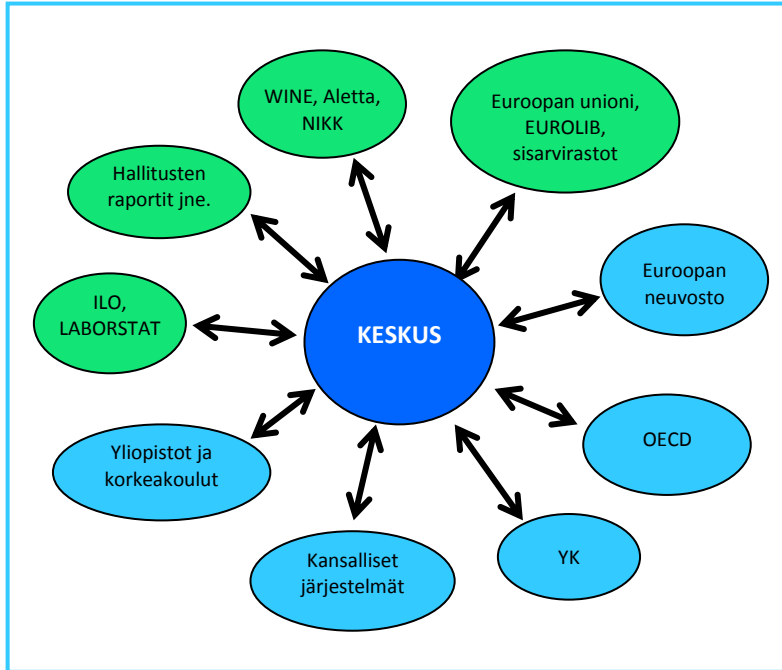 WINE, Aletta,
NIKK
Euroopan unioni,
EUROLIB,
sisarvirastot
Hallitusten
raportit jne.
Euroopan
neuvosto
ILO,
LABORSTAT
KESKUS
Yliopistot ja
korkeakoulut
OECD
Kansalliset
järjestelmät
YK